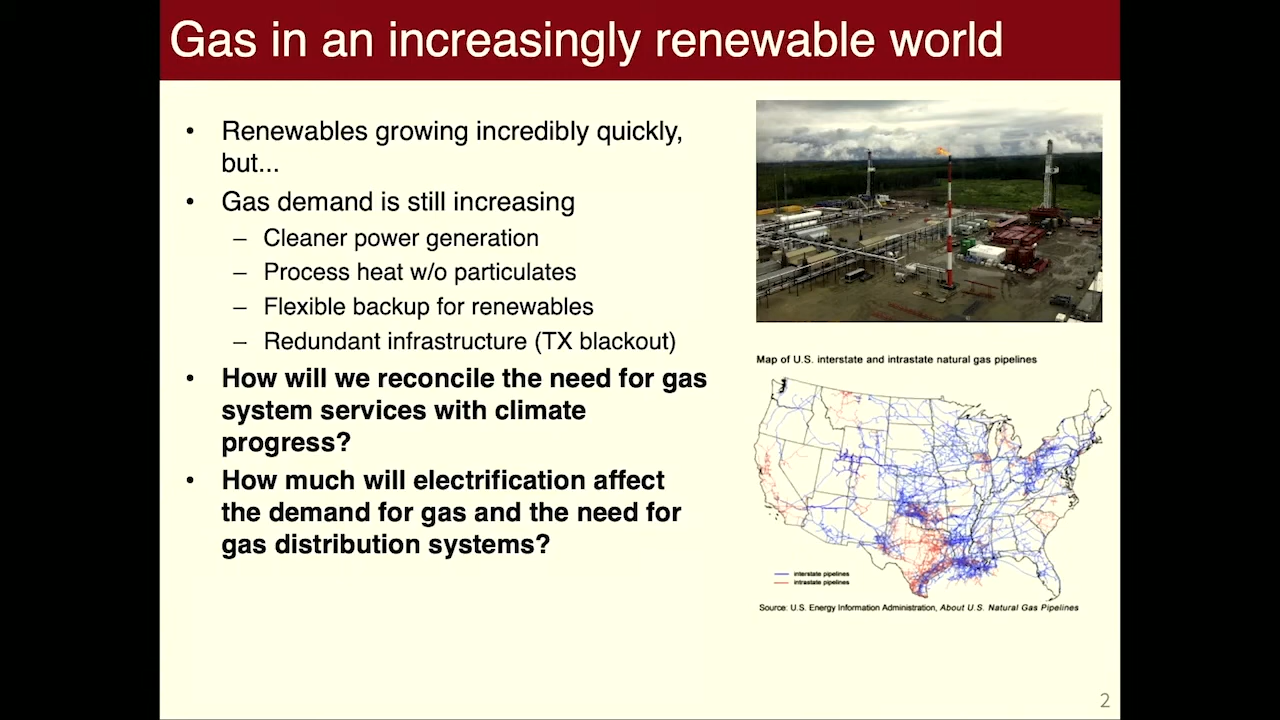 Gas in an increasingly renewable world
• Renewables growing incredibly quickly,
but...
• Gas demand is still increasing
– Cleaner power generation
– Process heat w/o particulates
– Flexible backup for renewables
– Redundant infrastructure (TX blackout)
• How will we reconcile the need for gas
system services with climate
progress?
• How much will electrification affect
the demand for gas and the need for
gas distribution systems?
Map of U.S. interstate and intrastate natural gas pipelines
interstate pipelines
intrastate pipelines
Source: U.S. Energy Information Administration, About U.S. Natural Gas Pipelines
2